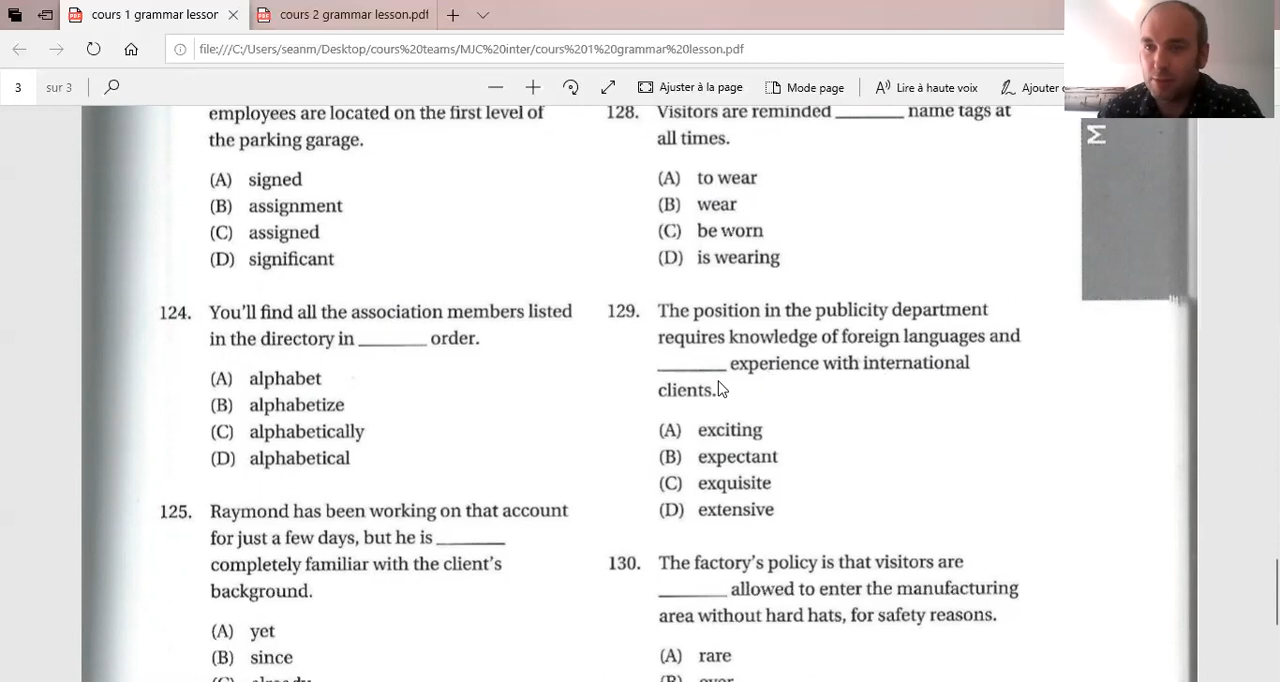 cours 1 grammar lessor
cours 2 grammar lesson.pdf
file:///C:/Users/seanm/Desktop/cours%20teams/MJC%20inter/cours%201%20grammar%20lesson.pdf
3 sur 3
Ajuster à la page
Mode page
Lire à haute voix
Ajouter
employees are located on the first level of
the parking garage.
(A) signed
(B) assignment
(C) assigned
(D) significant
124. You'll find all the association members listed
in the directory in ______ order.
(A) alphabet
(B) alphabetize
(C) alphabetically
(D) alphabetical
125. Raymond has been working on that account
for just a few days, but he is ______
completely familiar with the client's
background.
(A) yet
(B) since
128. Visitors are reminded ______ name tags at
all times.
(A) to wear
(B) wear
(C) be worn
(D) is wearing
129. The position in the publicity department
requires knowledge of foreign languages and
______ experience with international
clients.
(A) exciting
(B) expectant
(C) exquisite
(D) extensive
130. The factory's policy is that visitors are
______ allowed to enter the manufacturing
area without hard hats, for safety reasons.
(A) rare
M